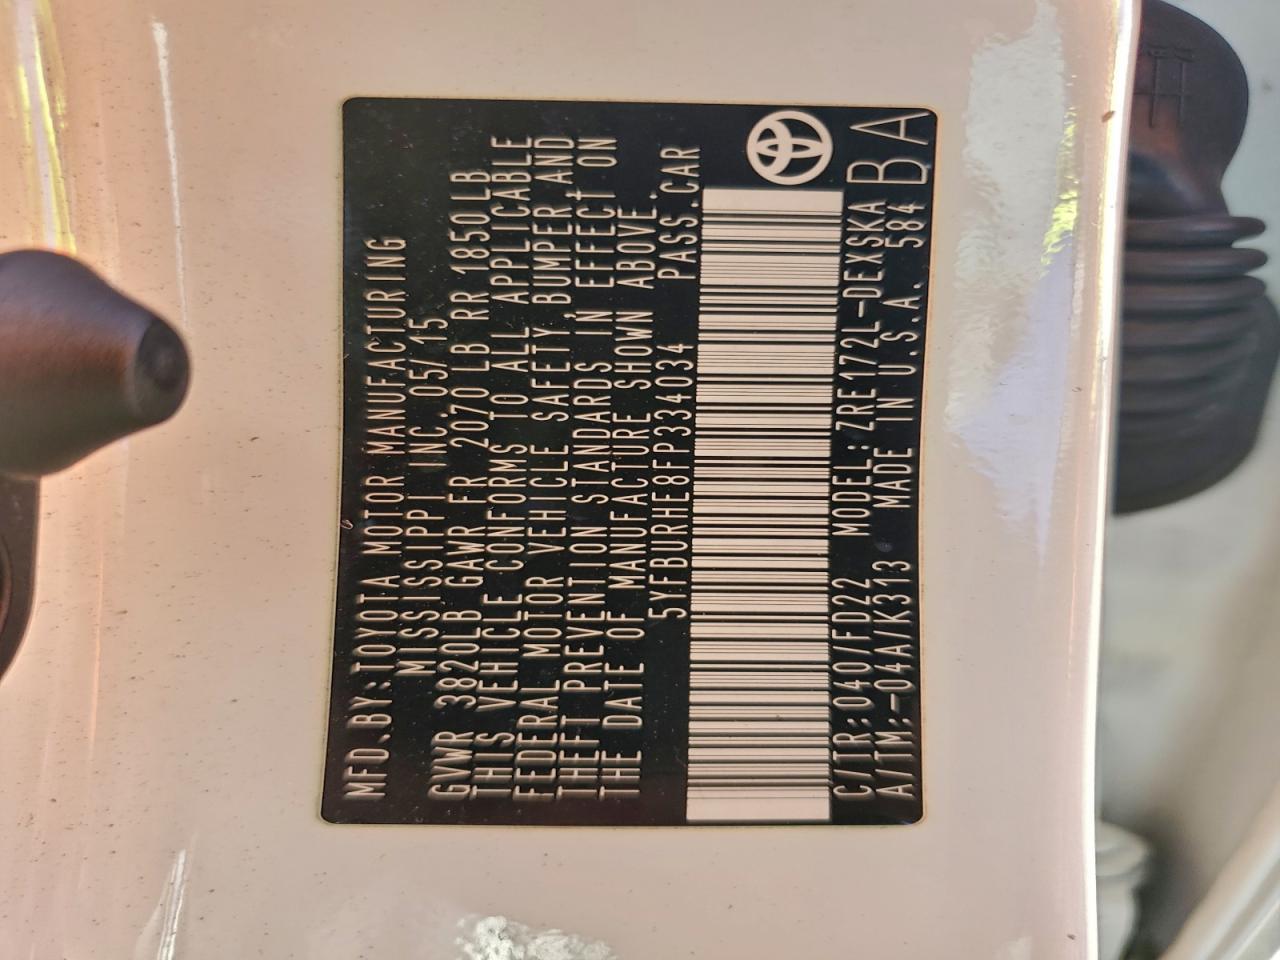 MFD.BY:TOYOTA MOTOR MANUFACTURING
MISSISSIPPI INC. 05/15
GVWR 3820LB GAWR FR 2070 LB RR 1850 LB
THIS VEHICLE CONFORMS TO ALL APPLICABLE
FEDERAL MOTOR VEHICLE SAFETY, BUMPER AND
THEFT PREVENTION STANDARDS IN EFFECT ON
THE DATE OF MANUFACTURE SHOWN ABOVE.
5YFBURHE8FP334034 PASS.CAR
C/TR:040/FD22 MODEL:ZRE172L-DEXSKA B
A/TM:-04A/K313 MADE IN U.S.A. 584 BA